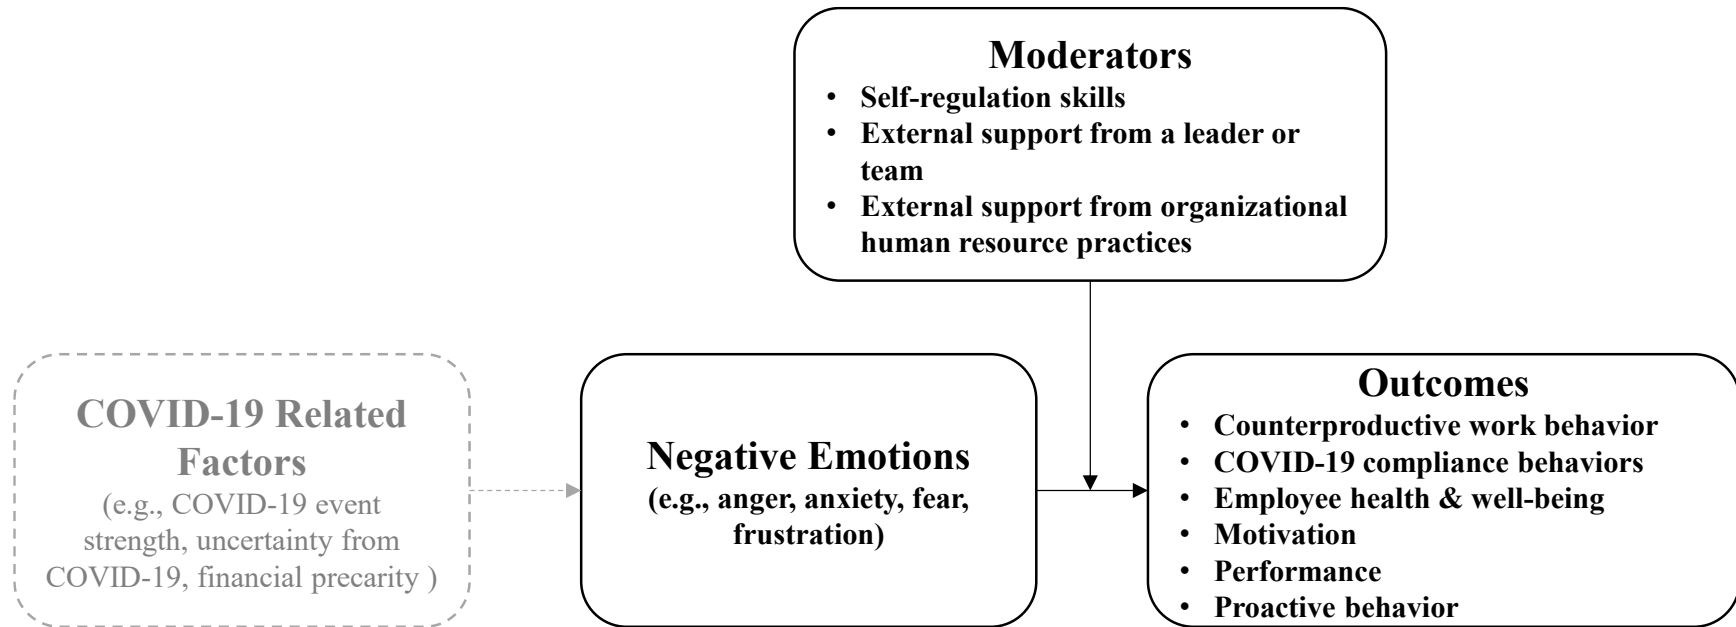 Moderators
• Self-regulation skills
• External support from a leader or
team
• External support from organizational
human resource practices
COVID-19 Related
Factors
(e.g., COVID-19 event
strength, uncertainty from
COVID-19, financial precarity )
Negative Emotions
(e.g., anger, anxiety, fear,
frustration)
Outcomes
• Counterproductive work behavior
• COVID-19 compliance behaviors
• Employee health & well-being
• Motivation
• Performance
• Proactive behavior